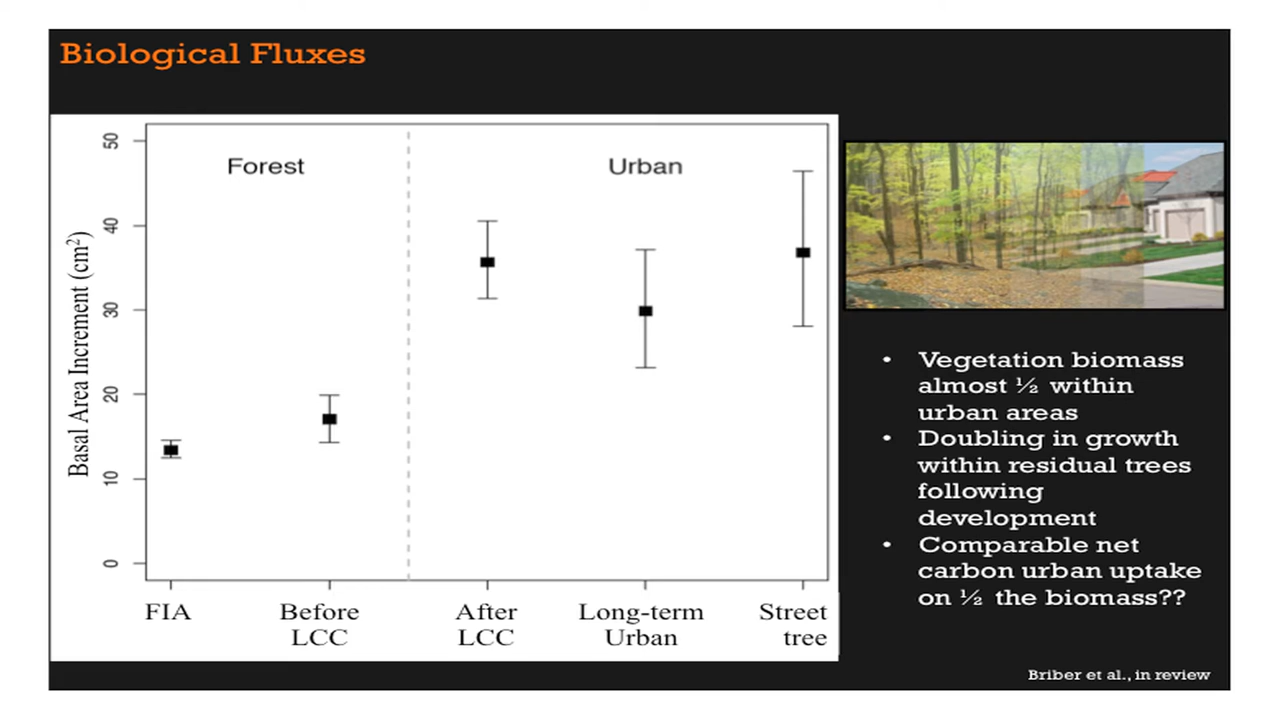 Biological Fluxes
Forest
Urban
Basal Area Increment (cm²)
50
40
30
20
10
0
FIA
Before
LCC
After
LCC
Long-term
Urban
Street
tree
• Vegetation biomass
almost ½ within
urban areas
• Doubling in growth
within residual trees
following
development
• Comparable net
carbon urban uptake
on ½ the biomass??
Briber et al., in review